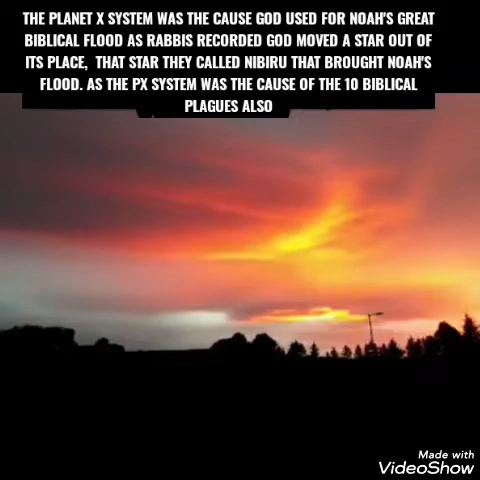 THE PLANET X SYSTEM WAS THE CAUSE GOD USED FOR NOAH'S GREAT
BIBLICAL FLOOD AS RABBIS RECORDED GOD MOVED A STAR OUT OF
ITS PLACE, THAT STAR THEY CALLED NIBIRU THAT BROUGHT NOAH'S
FLOOD. AS THE PX SYSTEM WAS THE CAUSE OF THE 10 BIBLICAL
PLAGUES ALSO
Made with
VideoShow